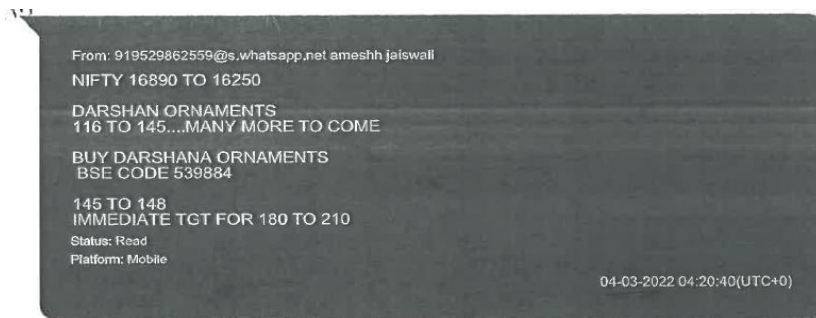 From: 919529862559@s.whatsapp.net ameshh jaiswall
NIFTY 16890 TO 16250
DARSHAN ORNAMENTS
116 TO 145....MANY MORE TO COME
BUY DARSHANA ORNAMENTS
BSE CODE 539884
145 TO 148
IMMEDIATE TGT FOR 180 TO 210
Status: Read
Platform: Mobile
04-03-2022 04:20:40(UTC+0)